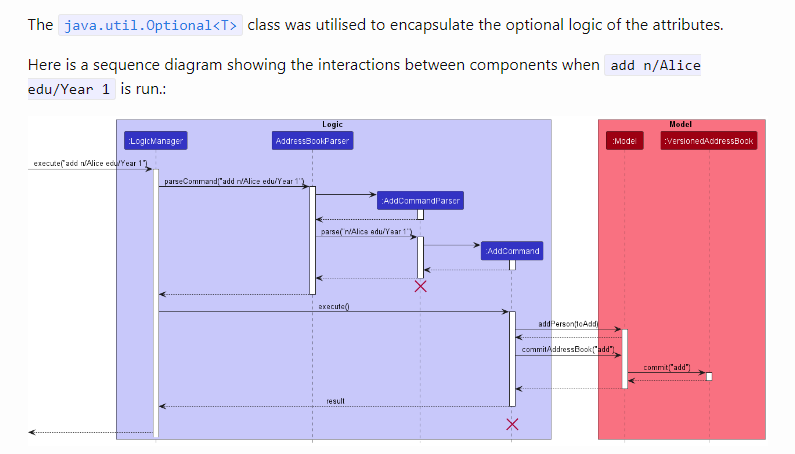 The java.util.Optional<T> class was utilised to encapsulate the optional logic of the attributes.
Here is a sequence diagram showing the interactions between components when add n/Alice
edu/Year 1 is run.:
Logic
Model
:LogicManager
AddressBookParser
:Model
:VersionedAddressBook
execute("add n/Alice edu/Year 1")
parseCommand("add n/Alice edu/Year 1")
:AddCommandParser
parse("n/Alice edu/Year 1")
:AddCommand
execute()
addPerson(toAdd)
commitAddressBook("add")
commit("add")
result